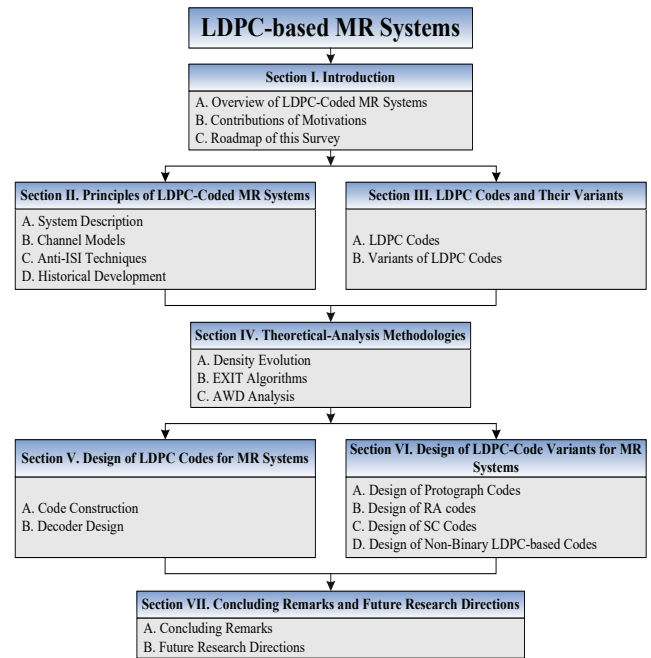 LDPC-based MR Systems
Section I. Introduction
A. Overview of LDPC-Coded MR Systems
B. Contributions of Motivations
C. Roadmap of this Survey
Section II. Principles of LDPC-Coded MR Systems
A. System Description
B. Channel Models
C. Anti-ISI Techniques
D. Historical Development
Section III. LDPC Codes and Their Variants
A. LDPC Codes
B. Variants of LDPC Codes
Section IV. Theoretical-Analysis Methodologies
A. Density Evolution
B. EXIT Algorithms
C. AWD Analysis
Section V. Design of LDPC Codes for MR Systems
A. Code Construction
B. Decoder Design
Section VI. Design of LDPC-Code Variants for MR
Systems
A. Design of Protograph Codes
B. Design of RA codes
C. Design of SC Codes
D. Design of Non-Binary LDPC-based Codes
Section VII. Concluding Remarks and Future Research Directions
A. Concluding Remarks
B. Future Research Directions